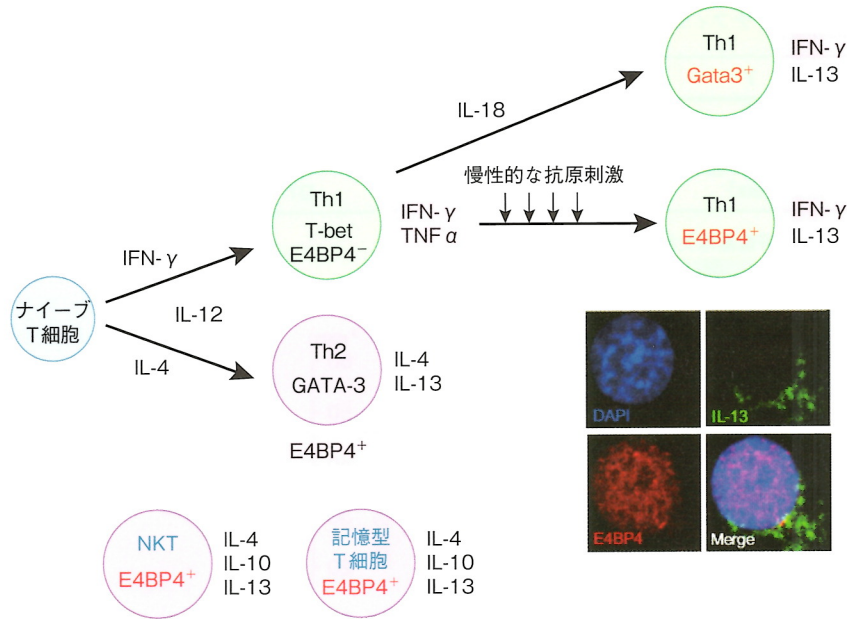 Th1
Gata3+
IFN-γ
IL-13
IL-18
慢性的な抗原刺激
Th1
T-bet
E4BP4−
IFN-γ
TNFα
Th1
E4BP4+
IFN-γ
IL-13
IFN-γ
ナイーブ
T細胞
IL-12
IL-4
Th2
GATA-3
IL-4
IL-13
E4BP4+
DAPI
IL-13
E4BP4
Merge
NKT
E4BP4+
IL-4
IL-10
IL-13
記憶型
T細胞
E4BP4+
IL-4
IL-10
IL-13